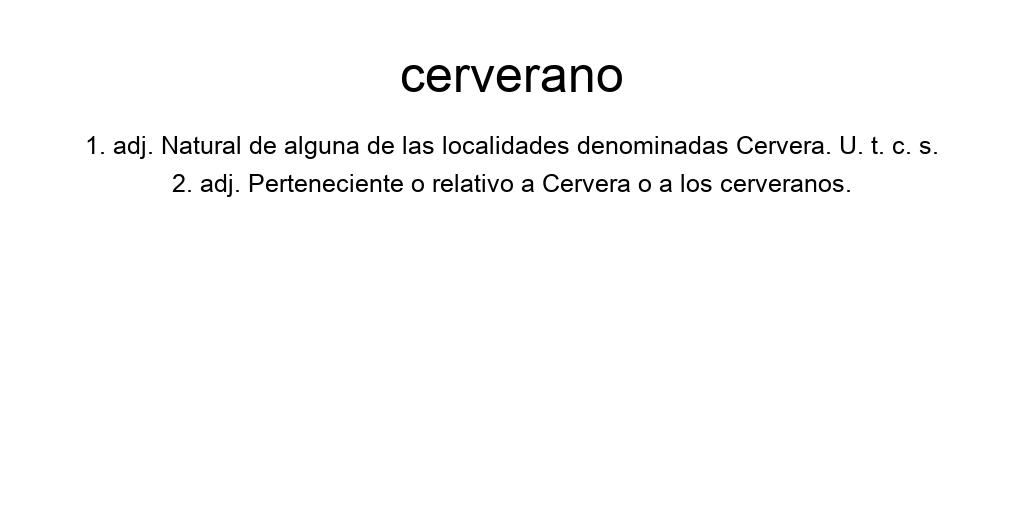 cerverano
1. adj. Natural de alguna de las localidades denominadas Cervera. U. t. c. s.
2. adj. Perteneciente o relativo a Cervera o a los cerveranos.